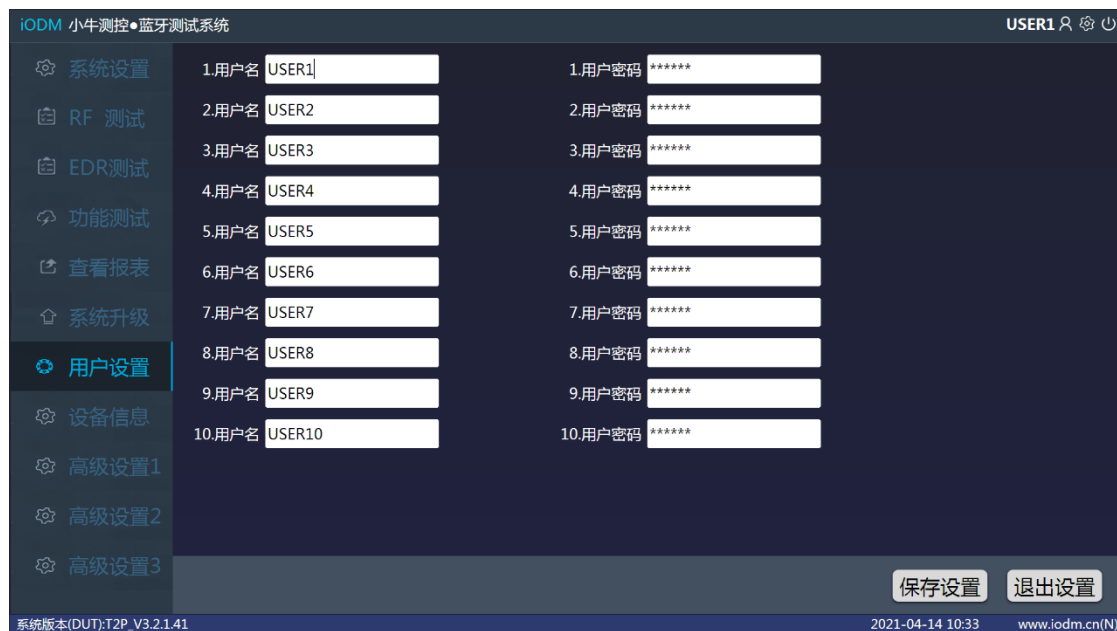 iODM 小牛测控●蓝牙测试系统 USER1
系统设置 1.用户名 USER1 1.用户密码 ******
RF 测试 2.用户名 USER2 2.用户密码 ******
3.用户名 USER3 3.用户密码 ******
EDR测试 4.用户名 USER4 4.用户密码 ******
功能测试 5.用户名 USER5 5.用户密码 ******
查看报表 6.用户名 USER6 6.用户密码 ******
系统升级 7.用户名 USER7 7.用户密码 ******
用户设置 8.用户名 USER8 8.用户密码 ******
9.用户名 USER9 9.用户密码 ******
设备信息 10.用户名 USER10 10.用户密码 ******
高级设置1
高级设置2
高级设置3
保存设置 退出设置
系统版本(DUT):T2P_V3.2.1.41 2021-04-14 10:33 www.iodm.cn(N